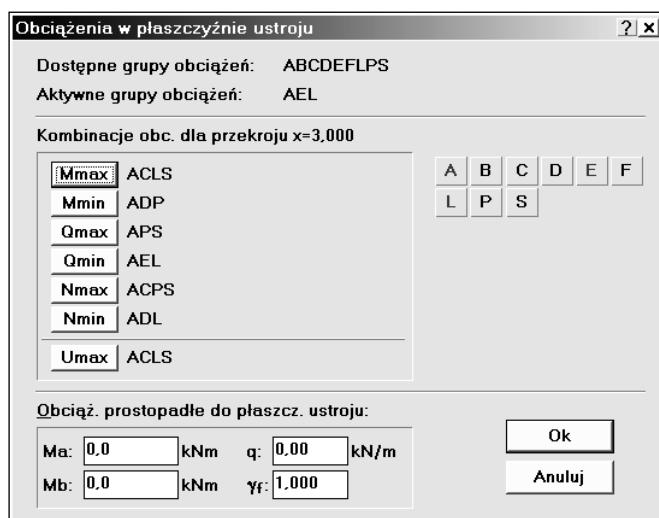 Obciążenia w płaszczyźnie ustroju ? x
Dostępne grupy obciążeń: ABCDEFLPS
Aktywne grupy obciążeń: AEL
Kombinacje obc. dla przekroju x=3,000
Mmax ACLS
Mmin ADP
Qmax APS
Qmin AEL
Nmax ACPS
Nmin ADL
Umax ACLS
A B C D E F
L P S
Obciąż. prostopadłe do płaszcz. ustroju:
Ma: 0,0 kNm q: 0,00 kN/m
Mb: 0,0 kNm γf: 1,000
Ok
Anuluj